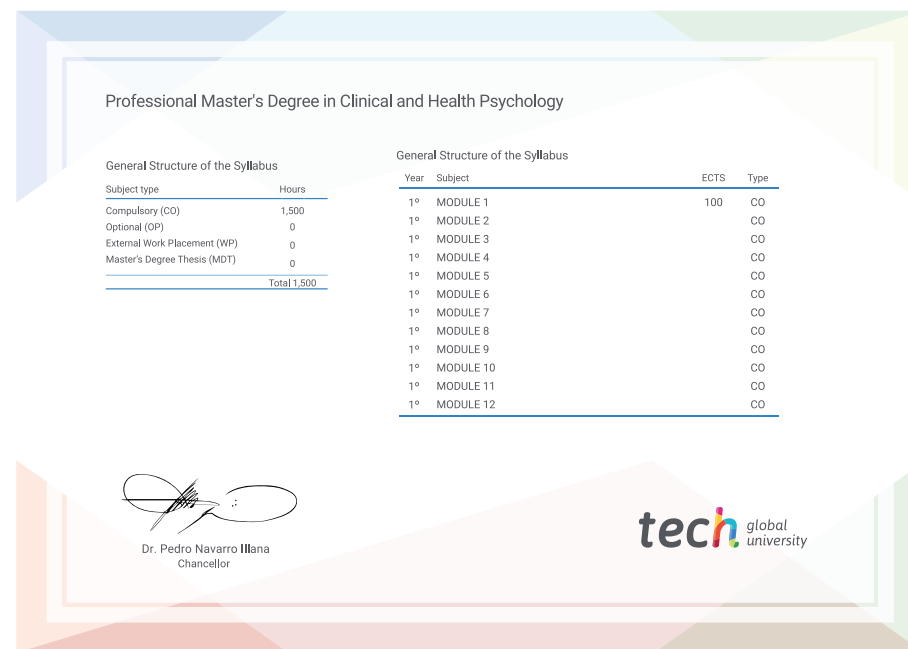 Professional Master's Degree in Clinical and Health Psychology
General Structure of the Syllabus
Subject type Hours
Compulsory (CO) 1,500
Optional (OP) 0
External Work Placement (WP) 0
Master's Degree Thesis (MDT) 0
Total 1,500
General Structure of the Syllabus
Year Subject ECTS Type
1º MODULE 1 100 CO
1º MODULE 2 CO
1º MODULE 3 CO
1º MODULE 4 CO
1º MODULE 5 CO
1º MODULE 6 CO
1º MODULE 7 CO
1º MODULE 8 CO
1º MODULE 9 CO
1º MODULE 10 CO
1º MODULE 11 CO
1º MODULE 12 CO
Dr. Pedro Navarro Illana
Chancellor
tech global
university